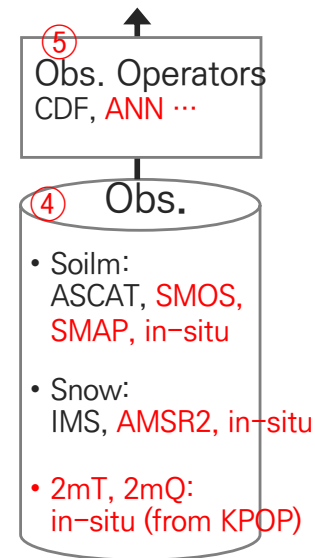 ⑤
Obs. Operators
CDF, ANN ⋯
④ Obs.
• Soilm:
ASCAT, SMOS,
SMAP, in-situ
• Snow:
IMS, AMSR2, in-situ
• 2mT, 2mQ:
in-situ (from KPOP)